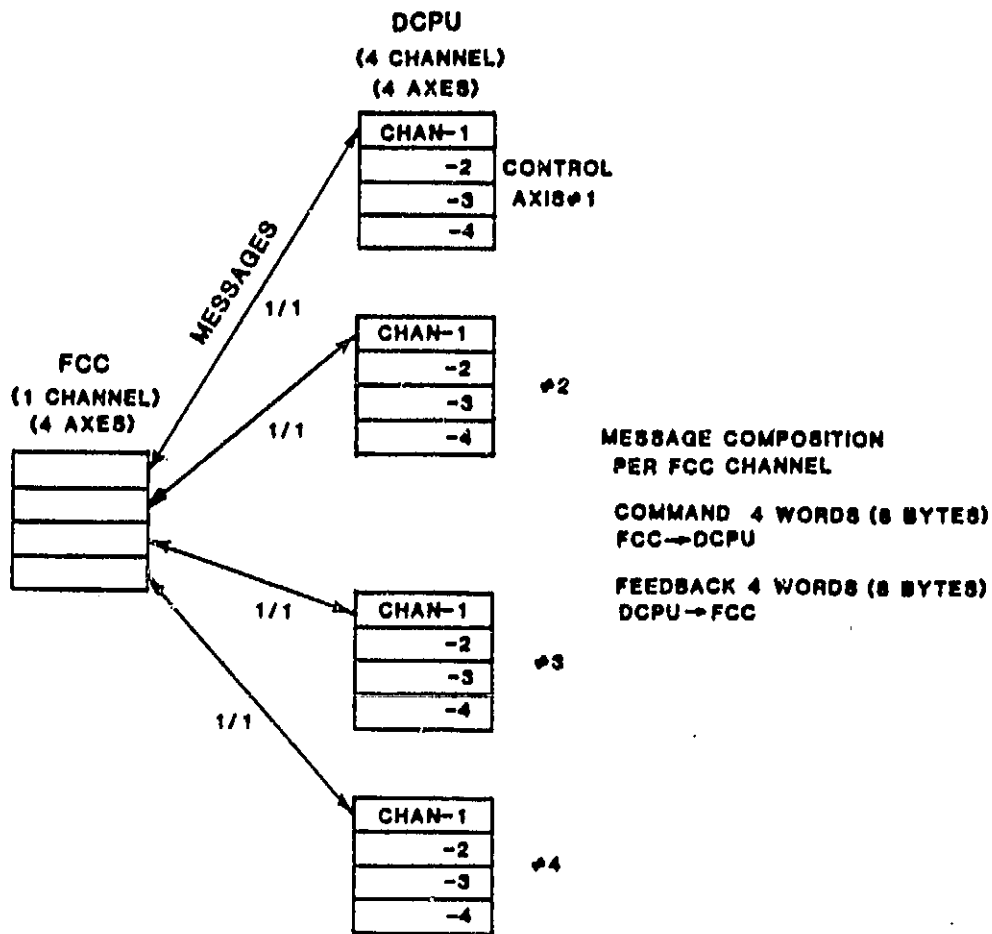 DCPU
(4 CHANNEL)
(4 AXES)
CHAN-1
-2
-3
-4
CONTROL
AXIS#1
MESSAGES
1/1
CHAN-1
-2
-3
-4
#2
1/1
FCC
(1 CHANNEL)
(4 AXES)
MESSAGE COMPOSITION
PER FCC CHANNEL
COMMAND 4 WORDS (8 BYTES)
FCC→DCPU
FEEDBACK 4 WORDS (8 BYTES)
DCPU→FCC
1/1
CHAN-1
-2
-3
-4
#3
1/1
CHAN-1
-2
-3
-4
#4